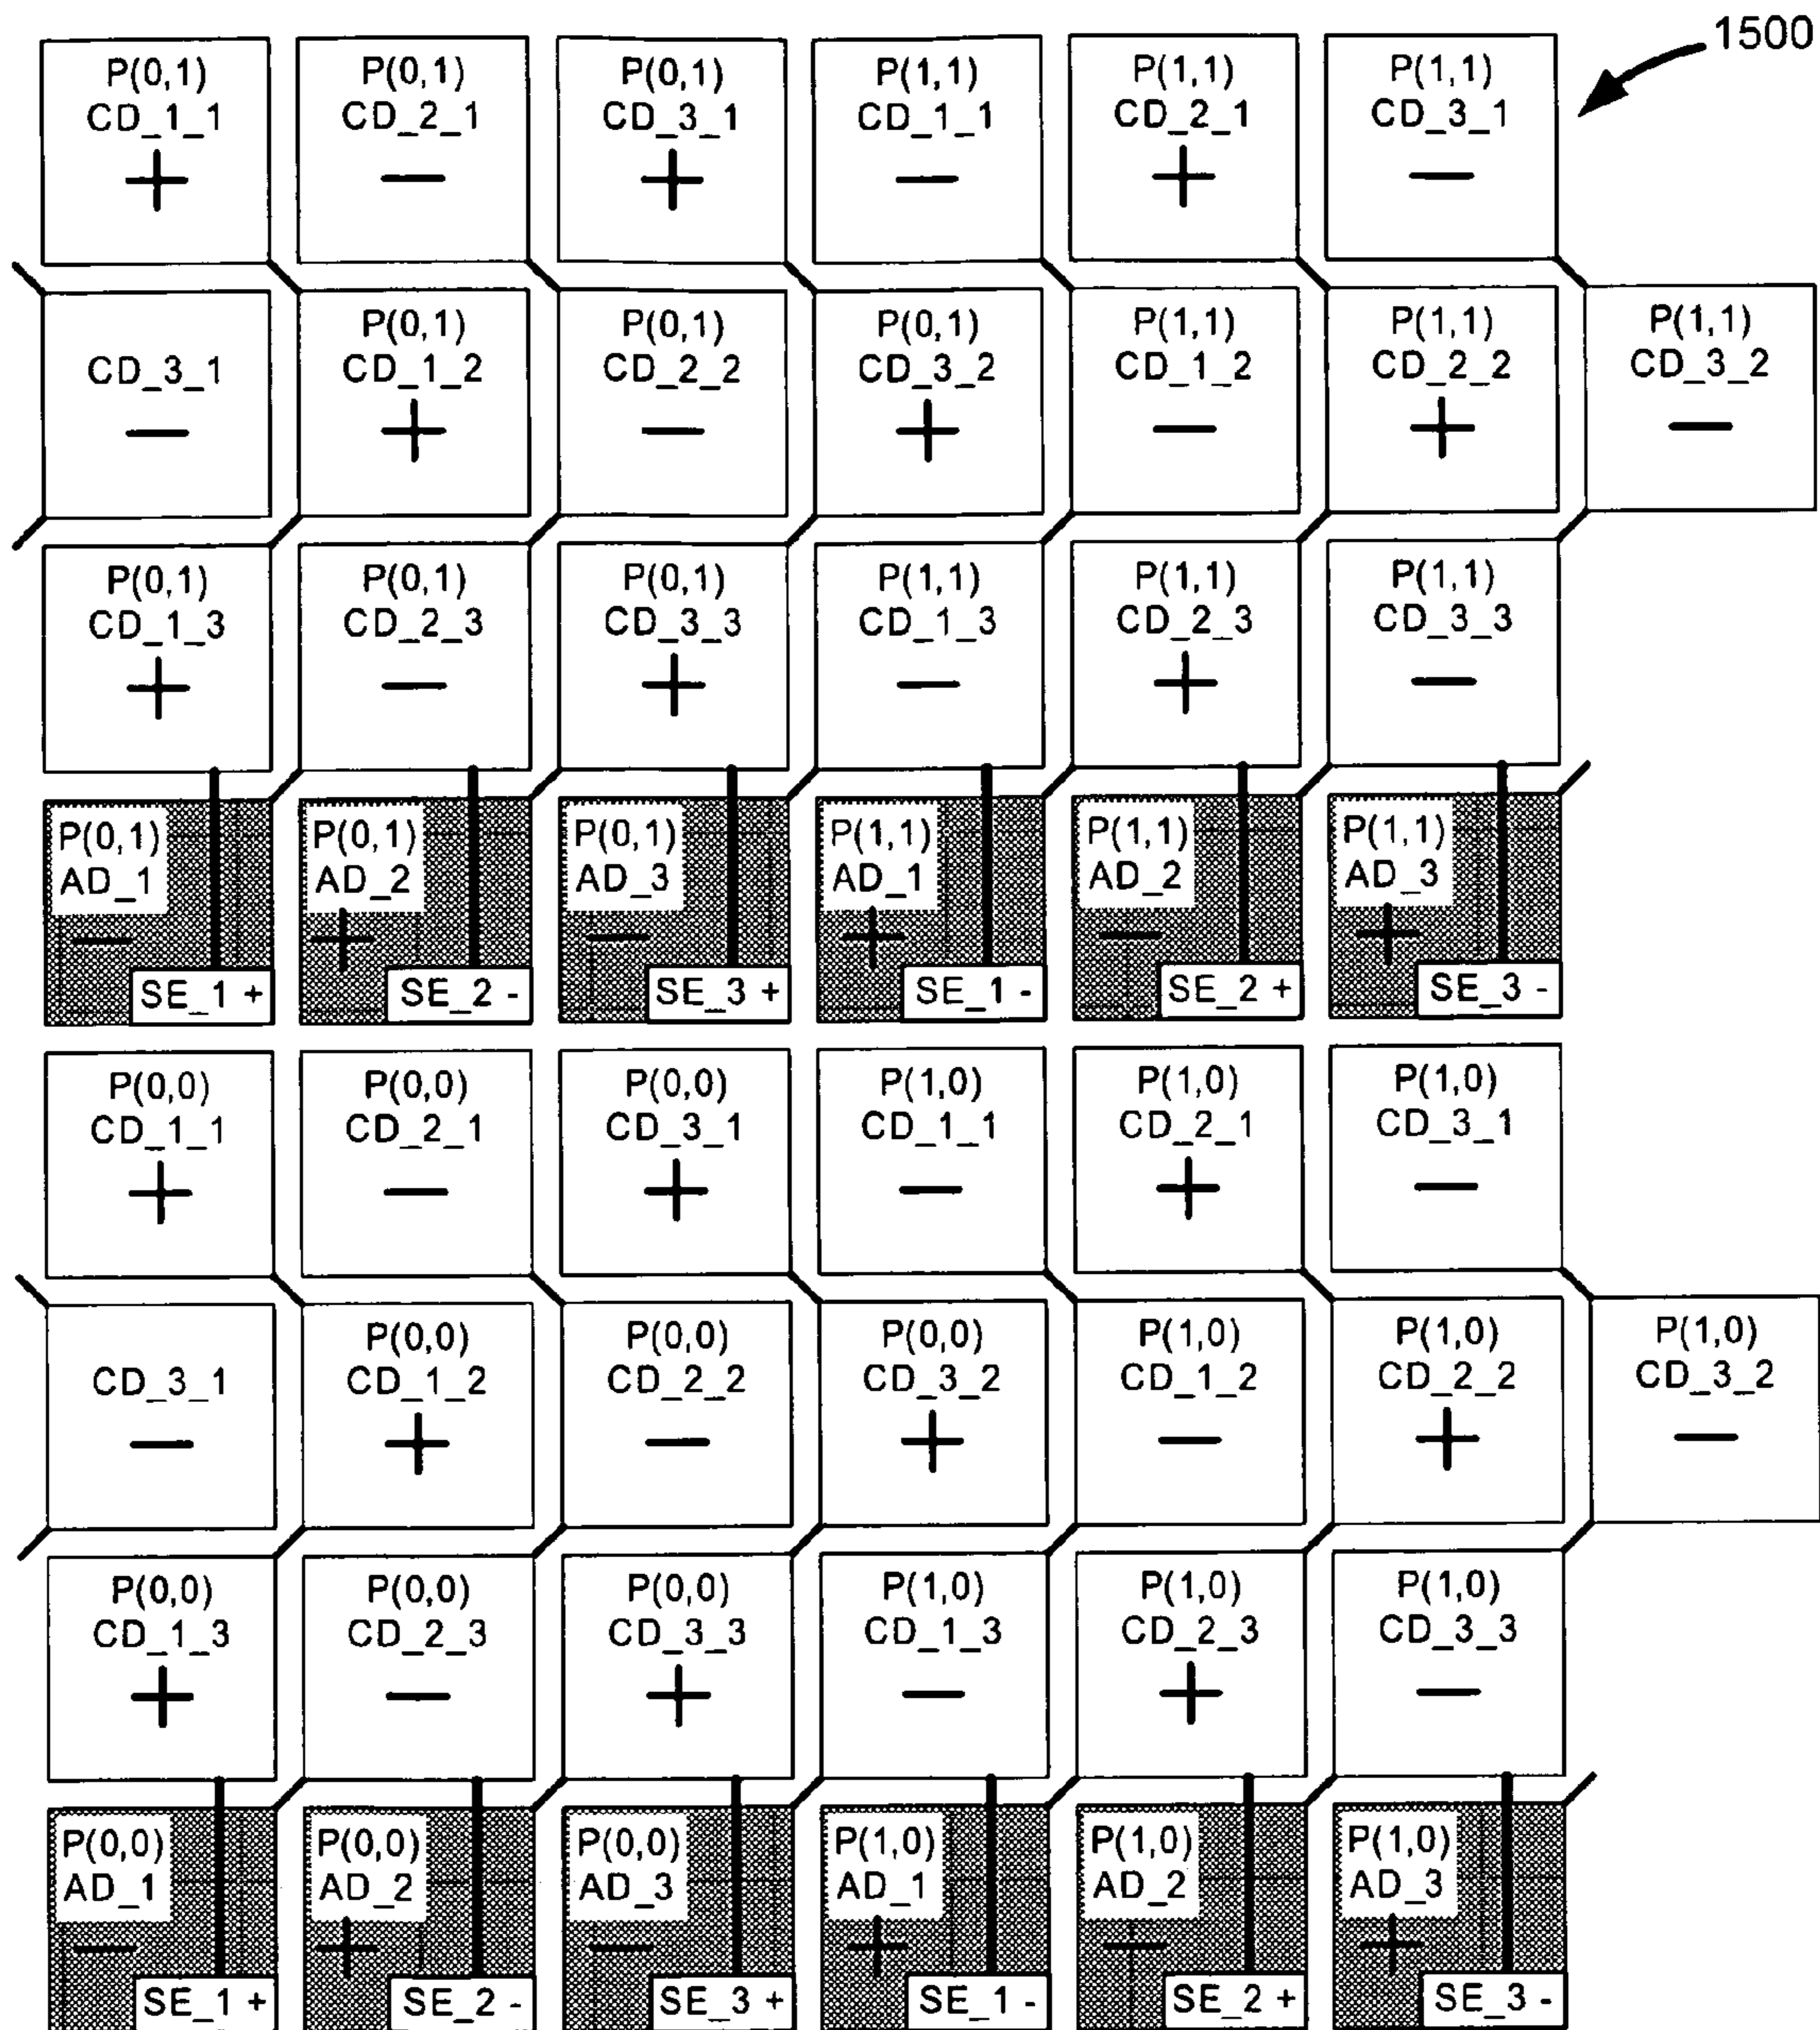 1500
P(0,1) P(0,1) P(0,1) P(1,1) P(1,1) P(1,1)
CD_1_1 CD_2_1 CD_3_1 CD_1_1 CD_2_1 CD_3_1
+ − + − + −
P(0,1) P(0,1) P(0,1) P(1,1) P(1,1) P(1,1)
CD_3_1 CD_1_2 CD_2_2 CD_3_2 CD_1_2 CD_2_2 CD_3_2
− + − + − + −
P(0,1) P(0,1) P(0,1) P(1,1) P(1,1) P(1,1)
CD_1_3 CD_2_3 CD_3_3 CD_1_3 CD_2_3 CD_3_3
+ − + − + −
P(0,1) P(0,1) P(0,1) P(1,1) P(1,1) P(1,1)
AD_1 AD_2 AD_3 AD_1 AD_2 AD_3
− + − + − +
SE_1 + SE_2 - SE_3 + SE_1 - SE_2 + SE_3 -
P(0,0) P(0,0) P(0,0) P(1,0) P(1,0) P(1,0)
CD_1_1 CD_2_1 CD_3_1 CD_1_1 CD_2_1 CD_3_1
+ − + − + −
P(0,0) P(0,0) P(0,0) P(1,0) P(1,0) P(1,0)
CD_3_1 CD_1_2 CD_2_2 CD_3_2 CD_1_2 CD_2_2 CD_3_2
− + − + − + −
P(0,0) P(0,0) P(0,0) P(1,0) P(1,0) P(1,0)
CD_1_3 CD_2_3 CD_3_3 CD_1_3 CD_2_3 CD_3_3
+ − + − + −
P(0,0) P(0,0) P(0,0) P(1,0) P(1,0) P(1,0)
AD_1 AD_2 AD_3 AD_1 AD_2 AD_3
− + − + − +
SE_1 + SE_2 - SE_3 + SE_1 - SE_2 + SE_3 -